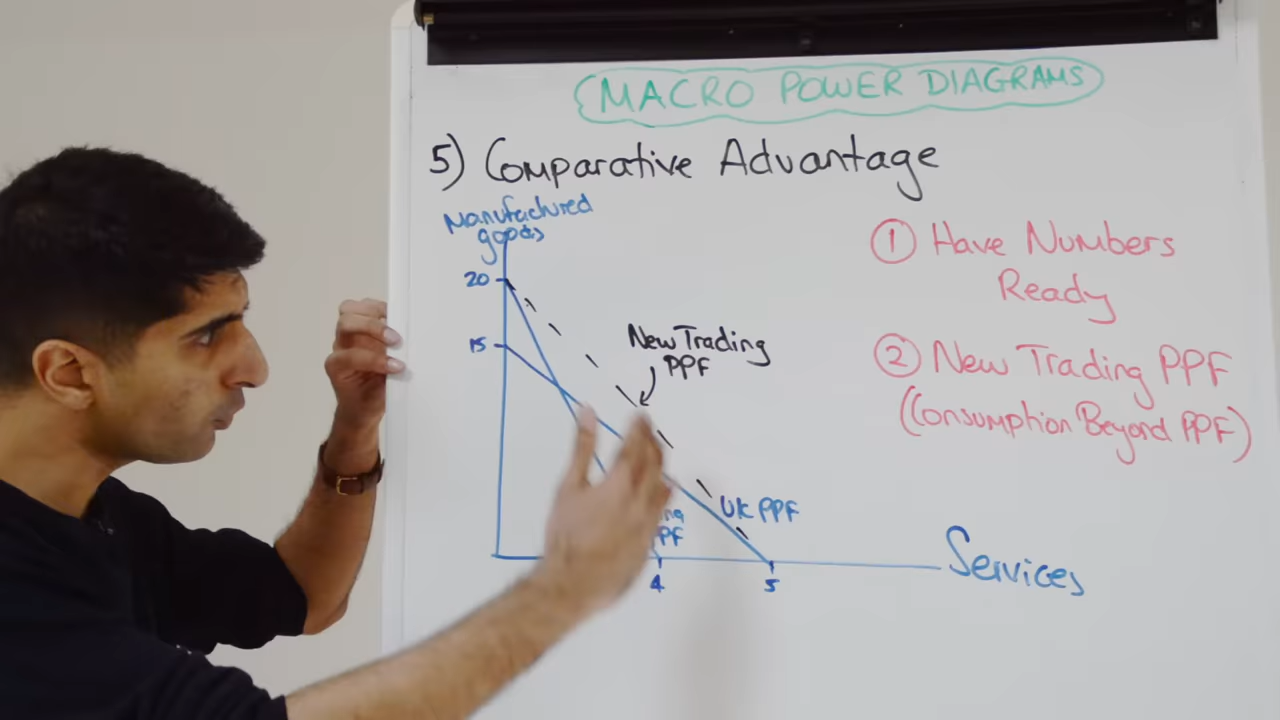 MACRO POWER DIAGRAMS
5) Comparative Advantage
Manufactured
goods
20
15
New Trading
PPF
UK PPF
4
5
Services
① Have Numbers
Ready
② New Trading PPF
(Consumption Beyond PPF)